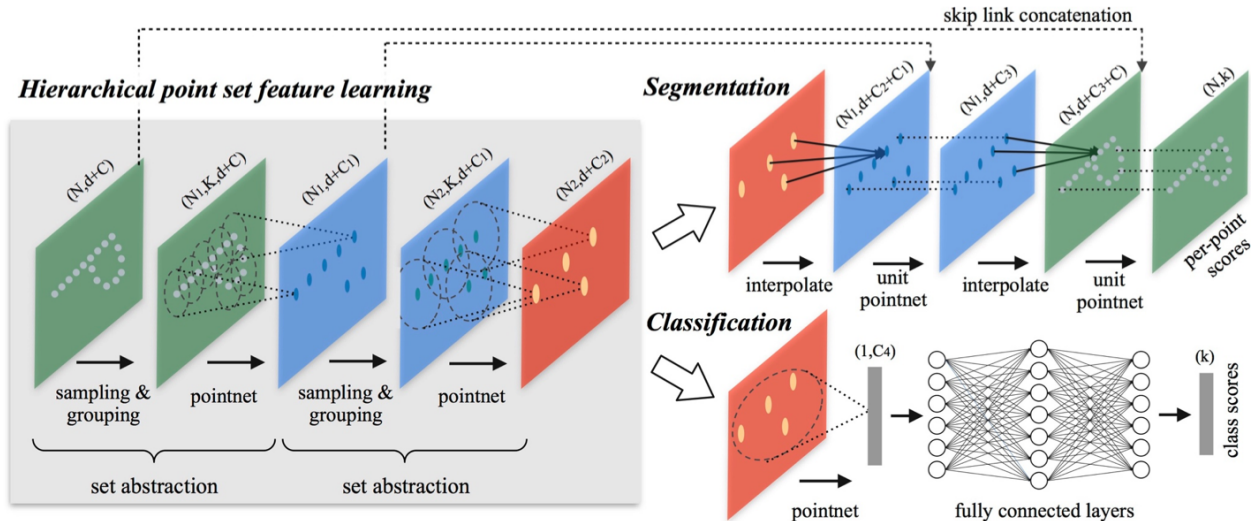 skip link concatenation
Hierarchical point set feature learning
(N,d+C)
(N1,K,d+C)
(N1,d+C1)
(N2,K,d+C1)
(N2,d+C2)
sampling &
grouping
pointnet
sampling &
grouping
pointnet
set abstraction
set abstraction
Segmentation
(N1,d+C2+C1)
(N1,d+C3)
(N,d+C3+C)
(N,k)
interpolate
unit
pointnet
interpolate
unit
pointnet
per-point
scores
Classification
(1,C4)
(k)
class scores
pointnet
fully connected layers